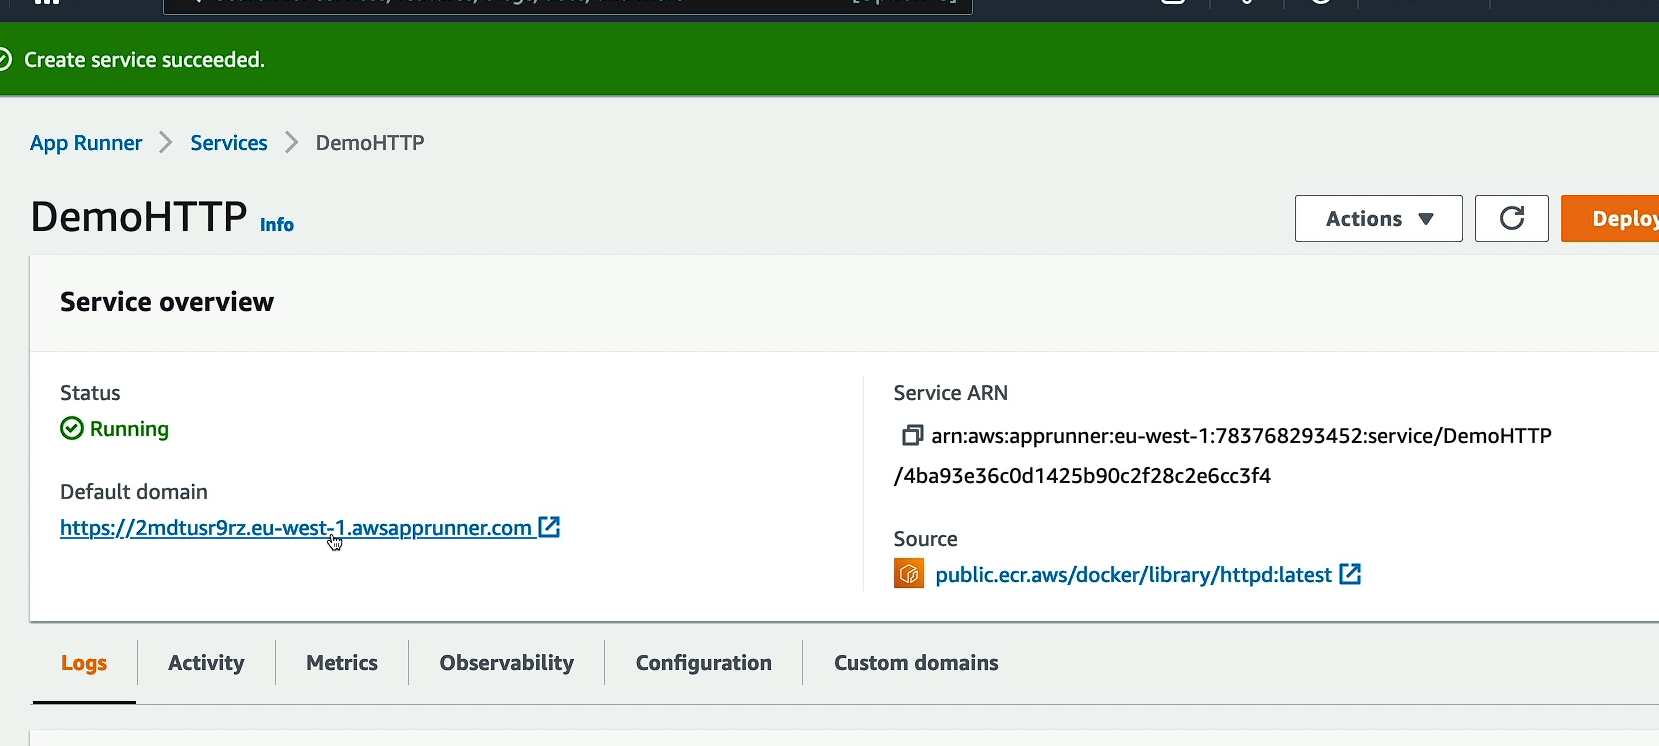 Create service succeeded.
App Runner > Services > DemoHTTP
DemoHTTP Info
Actions
Deploy
Service overview
Status
Running
Default domain
https://2mdtusr9rz.eu-west-1.awsapprunner.com
Service ARN
arn:aws:apprunner:eu-west-1:783768293452:service/DemoHTTP
/4ba93e36c0d1425b90c2f28c2e6cc3f4
Source
public.ecr.aws/docker/library/httpd:latest
Logs
Activity
Metrics
Observability
Configuration
Custom domains